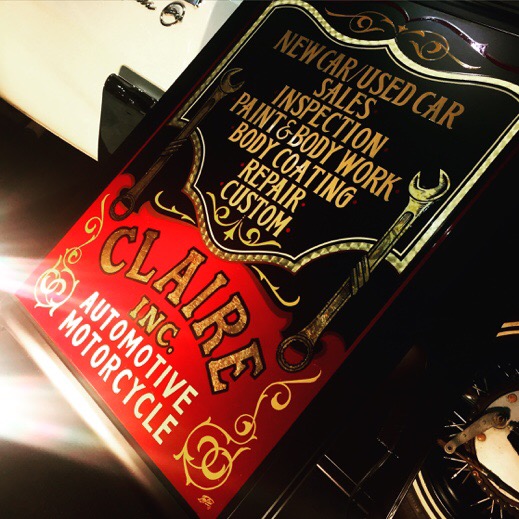 NEW CAR/USED CAR
SALES
INSPECTION
PAINT & BODY WORK
BODY COATING
REPAIR
CUSTOM
CLAIRE
INC.
AUTOMOTIVE
MOTORCYCLE